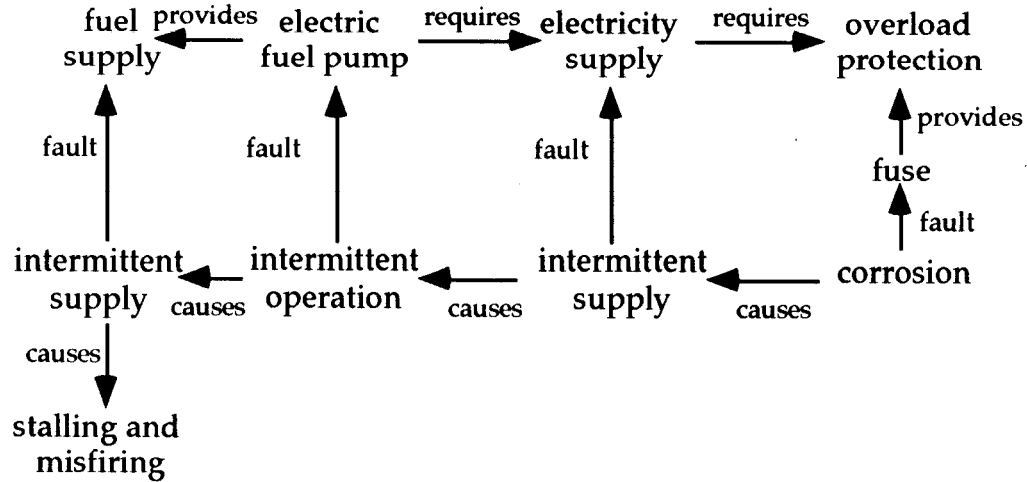 fuel
supply
provides
electric
fuel pump
requires
electricity
supply
requires
overload
protection
provides
fuse
fault
fault
fault
fault
intermittent
supply
causes
intermittent
operation
causes
intermittent
supply
causes
corrosion
causes
stalling and
misfiring